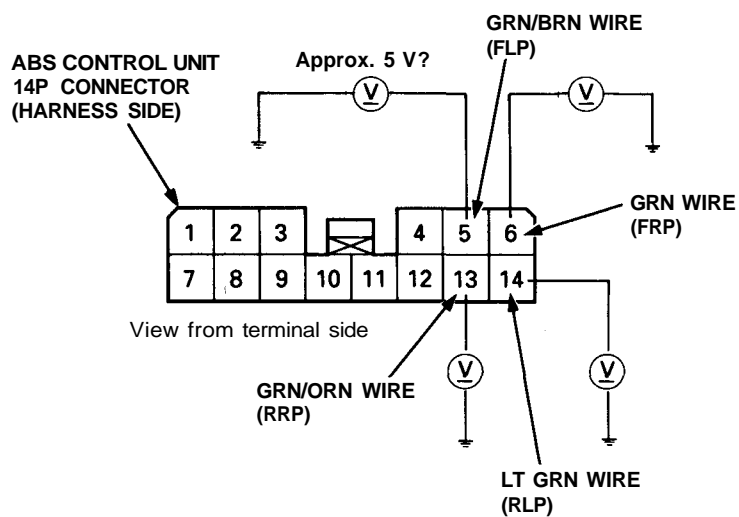 GRN/BRN WIRE
(FLP)
ABS CONTROL UNIT
14P CONNECTOR
(HARNESS SIDE)
Approx. 5 V?
V
V
GRN WIRE
(FRP)
1 2 3 4 5 6
7 8 9 10 11 12 13 14
View from terminal side
V
V
GRN/ORN WIRE
(RRP)
LT GRN WIRE
(RLP)